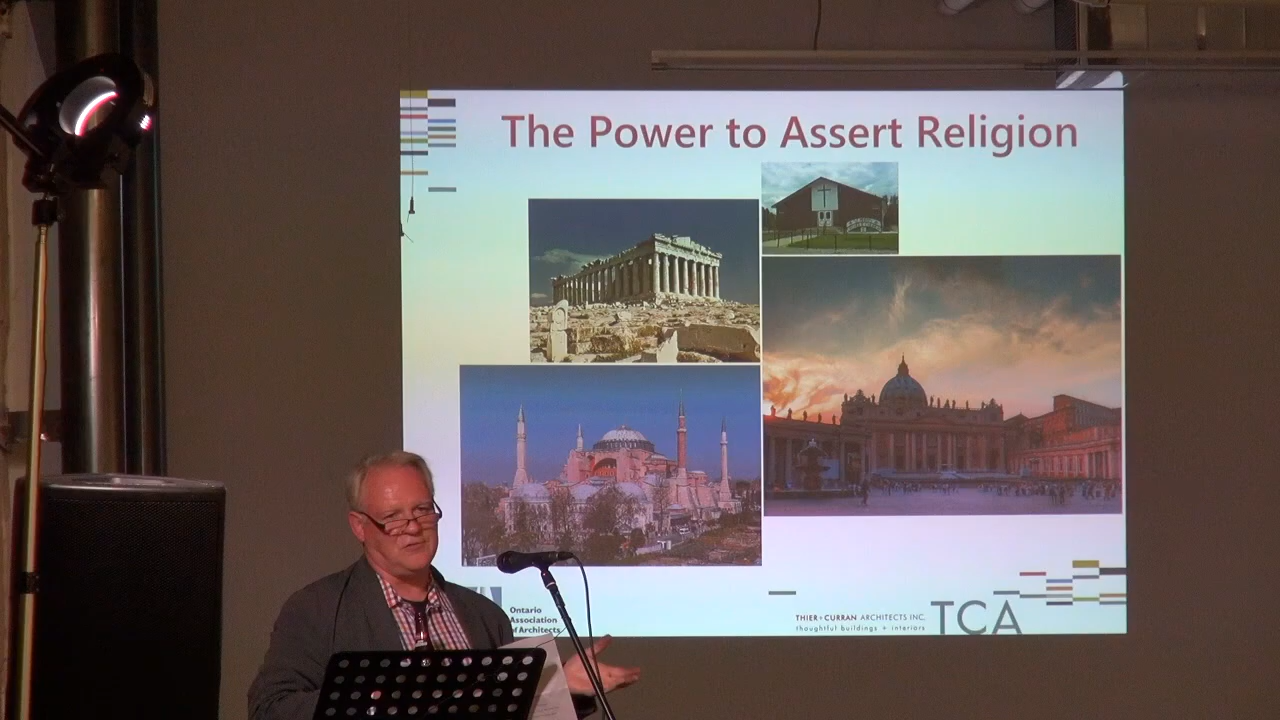 The Power to Assert Religion
Ontario
Association
of Architects
THIER + CURRAN ARCHITECTS INC.
thoughtful buildings + interiors
TCA